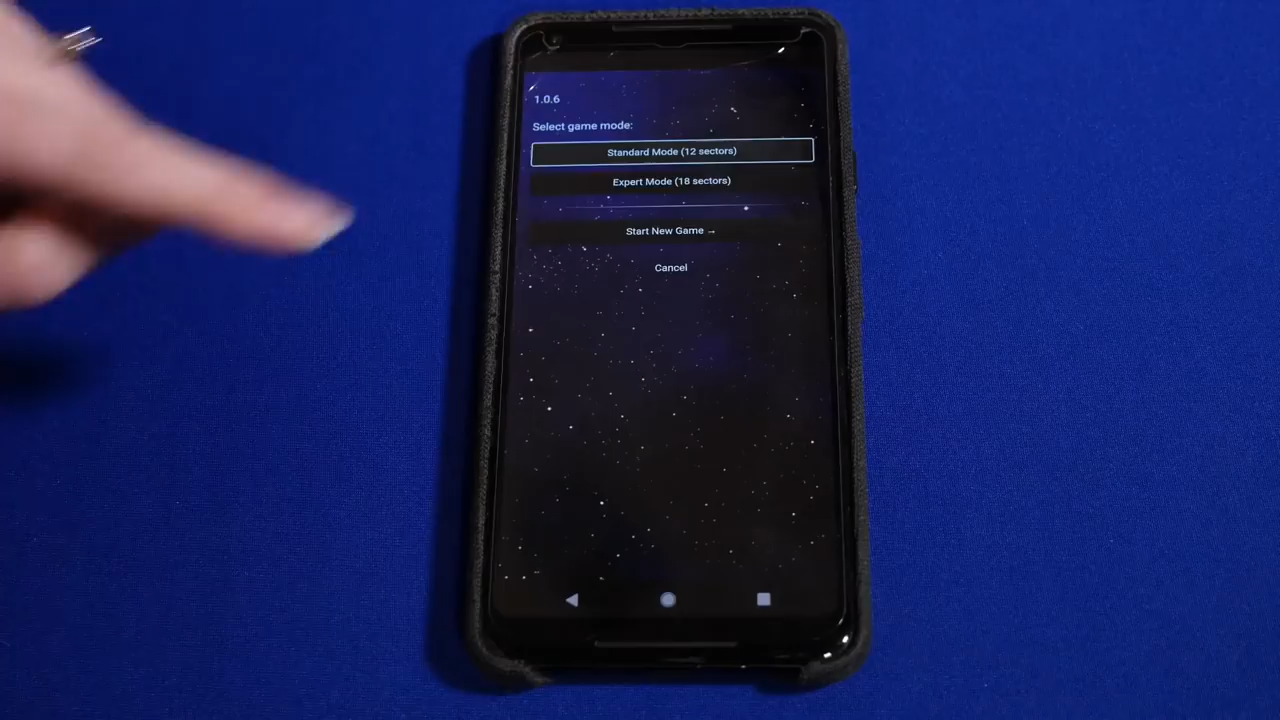 1.0.6
Select game mode:
Standard Mode (12 sectors)
Expert Mode (18 sectors)
Start New Game →
Cancel